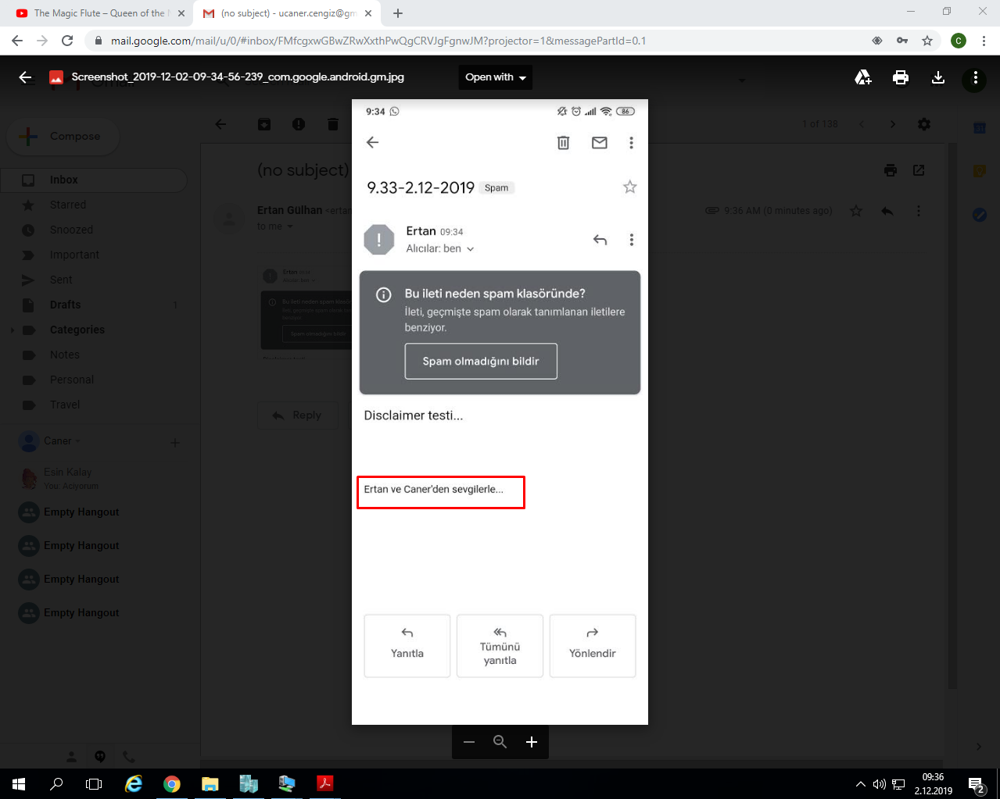 The Magic Flute – Queen of the
(no subject) - ucaner.cengiz@gm
mail.google.com/mail/u/0/#inbox/FMfcgxwGBwZRwXxthPwQgCRVJgFgnwJM?projector=1&messagePartId=0.1
C
Screenshot_2019-12-02-09-34-56-239_com.google.android.gm.jpg
Open with
Compose
1 of 138
Inbox
Starred
Snoozed
Important
Sent
Drafts 1
Categories
Notes
Personal
Travel
Caner
Esin Kalay
You: Aciyorum
Empty Hangout
Empty Hangout
Empty Hangout
Empty Hangout
(no subject)
Ertan Gülhan <ertan
to me
9:36 AM (0 minutes ago)
Reply
9:34
86
9.33-2.12-2019 Spam
Ertan 09:34
Alıcılar: ben
Bu ileti neden spam klasöründe?
İleti, geçmişte spam olarak tanımlanan iletilere
benziyor.
Spam olmadığını bildir
Disclaimer testi...
Ertan ve Caner'den sevgilerle...
Yanıtla
Tümünü
yanıtla
Yönlendir
09:36
2.12.2019
2